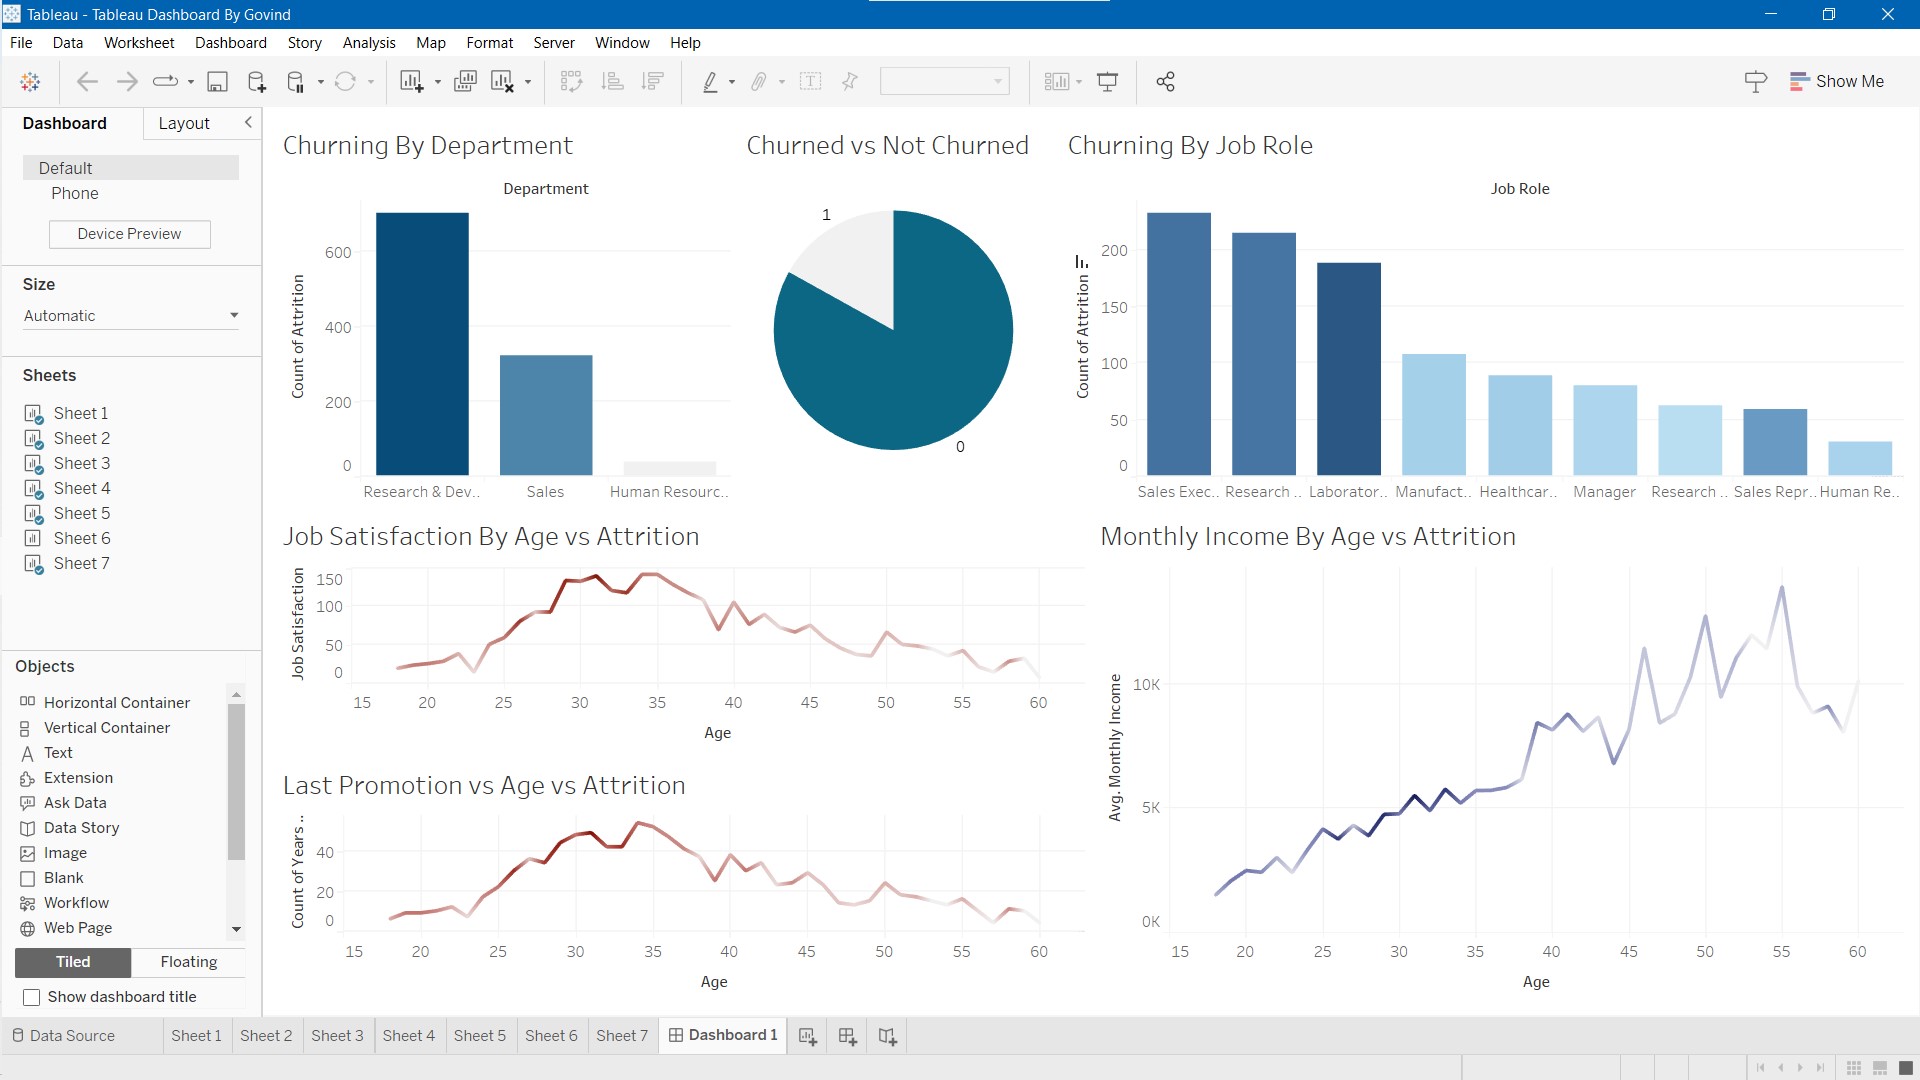 Tableau - Tableau Dashboard By Govind
File Data Worksheet Dashboard Story Analysis Map Format Server Window Help
Show Me
Dashboard Layout
Default
Phone
Device Preview
Size
Automatic
Sheets
Sheet 1
Sheet 2
Sheet 3
Sheet 4
Sheet 5
Sheet 6
Sheet 7
Objects
Horizontal Container
Vertical Container
Text
Extension
Ask Data
Data Story
Image
Blank
Workflow
Web Page
Tiled Floating
Show dashboard title
Churning By Department
Department
Count of Attrition
600
400
200
0
Research & Dev.. Sales Human Resourc..
Churned vs Not Churned
1
0
Churning By Job Role
Job Role
Count of Attrition
200
150
100
50
0
Sales Exec.. Research .. Laborator.. Manufact.. Healthcar.. Manager Research .. Sales Repr.. Human Re..
Job Satisfaction By Age vs Attrition
Job Satisfaction
150
100
50
0
15 20 25 30 35 40 45 50 55 60
Age
Last Promotion vs Age vs Attrition
Count of Years ..
40
20
0
15 20 25 30 35 40 45 50 55 60
Age
Monthly Income By Age vs Attrition
Avg. Monthly Income
10K
5K
0K
15 20 25 30 35 40 45 50 55 60
Age
Data Source Sheet 1 Sheet 2 Sheet 3 Sheet 4 Sheet 5 Sheet 6 Sheet 7 Dashboard 1